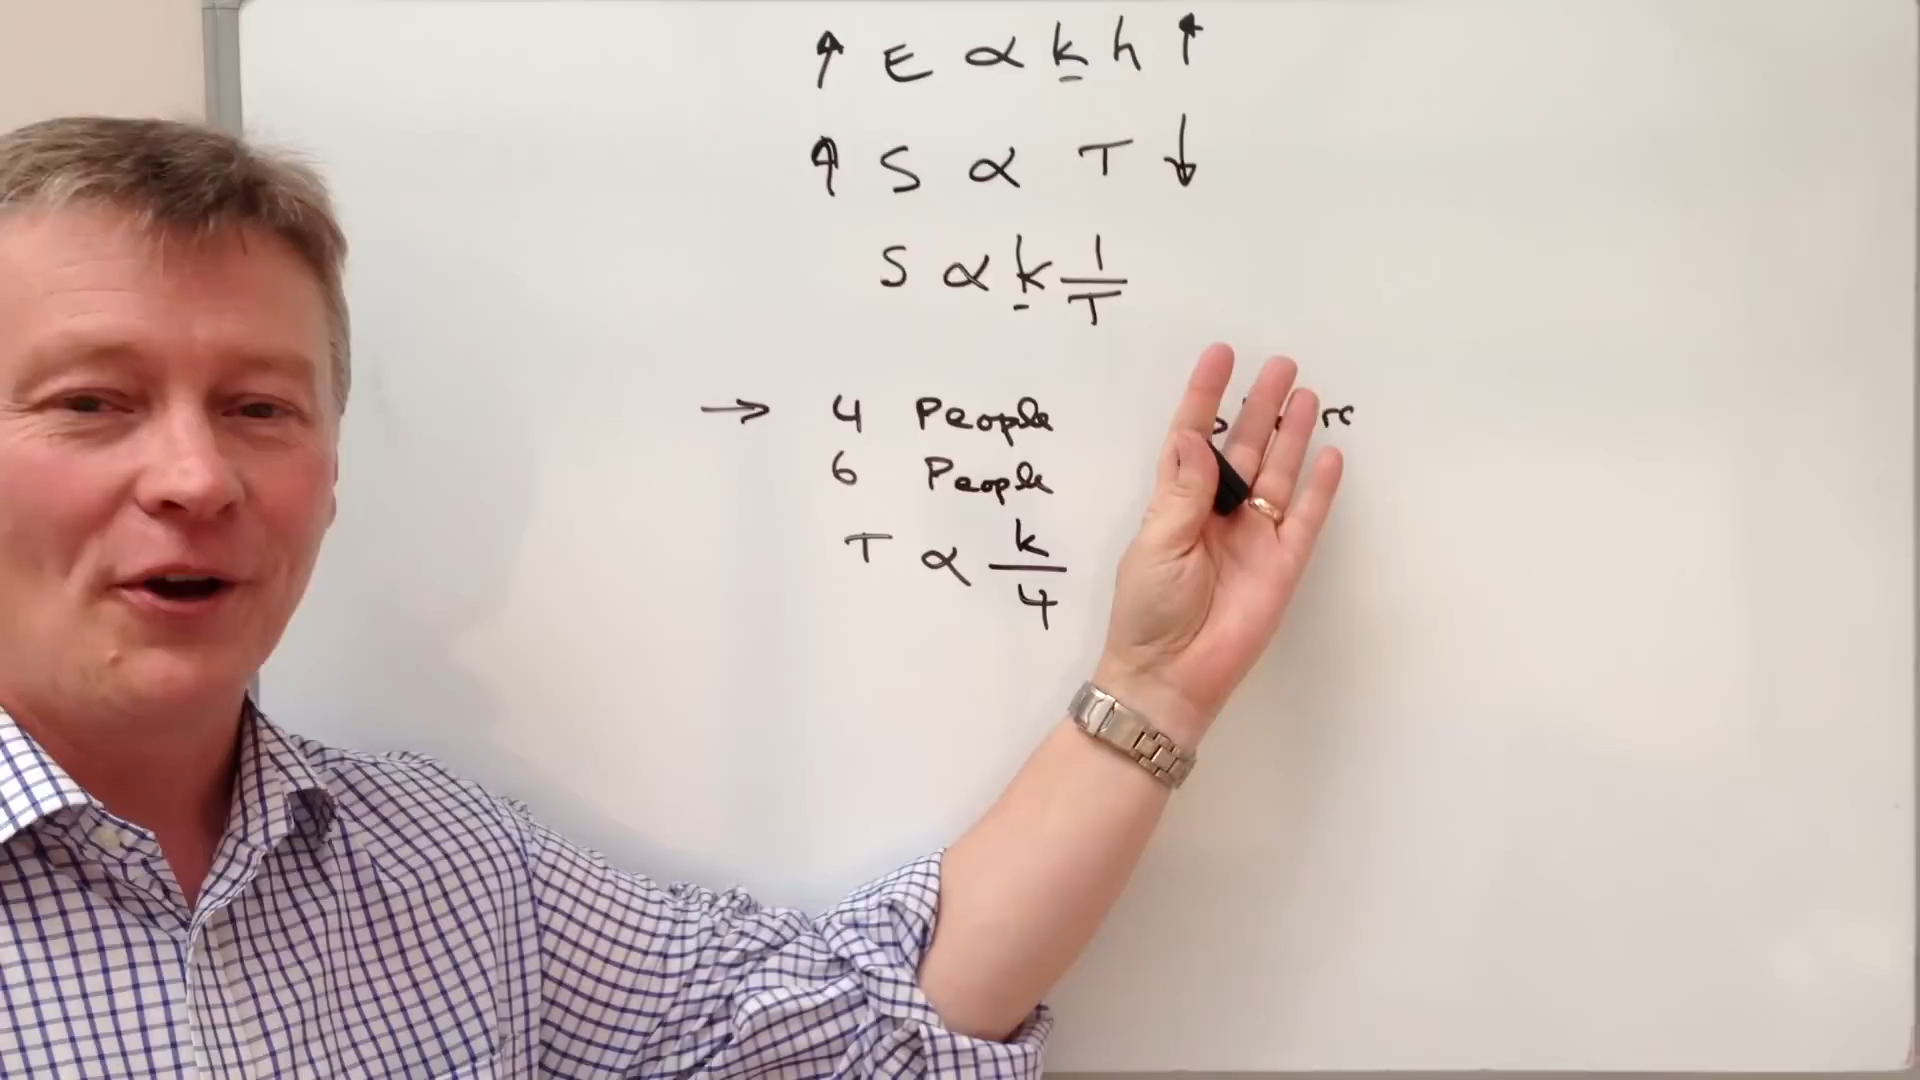 ↑ E ∝ k h ↑
↑ S ∝ T ↓
S ∝ k 1/T
→ 4 People
6 People
T ∝ k/4